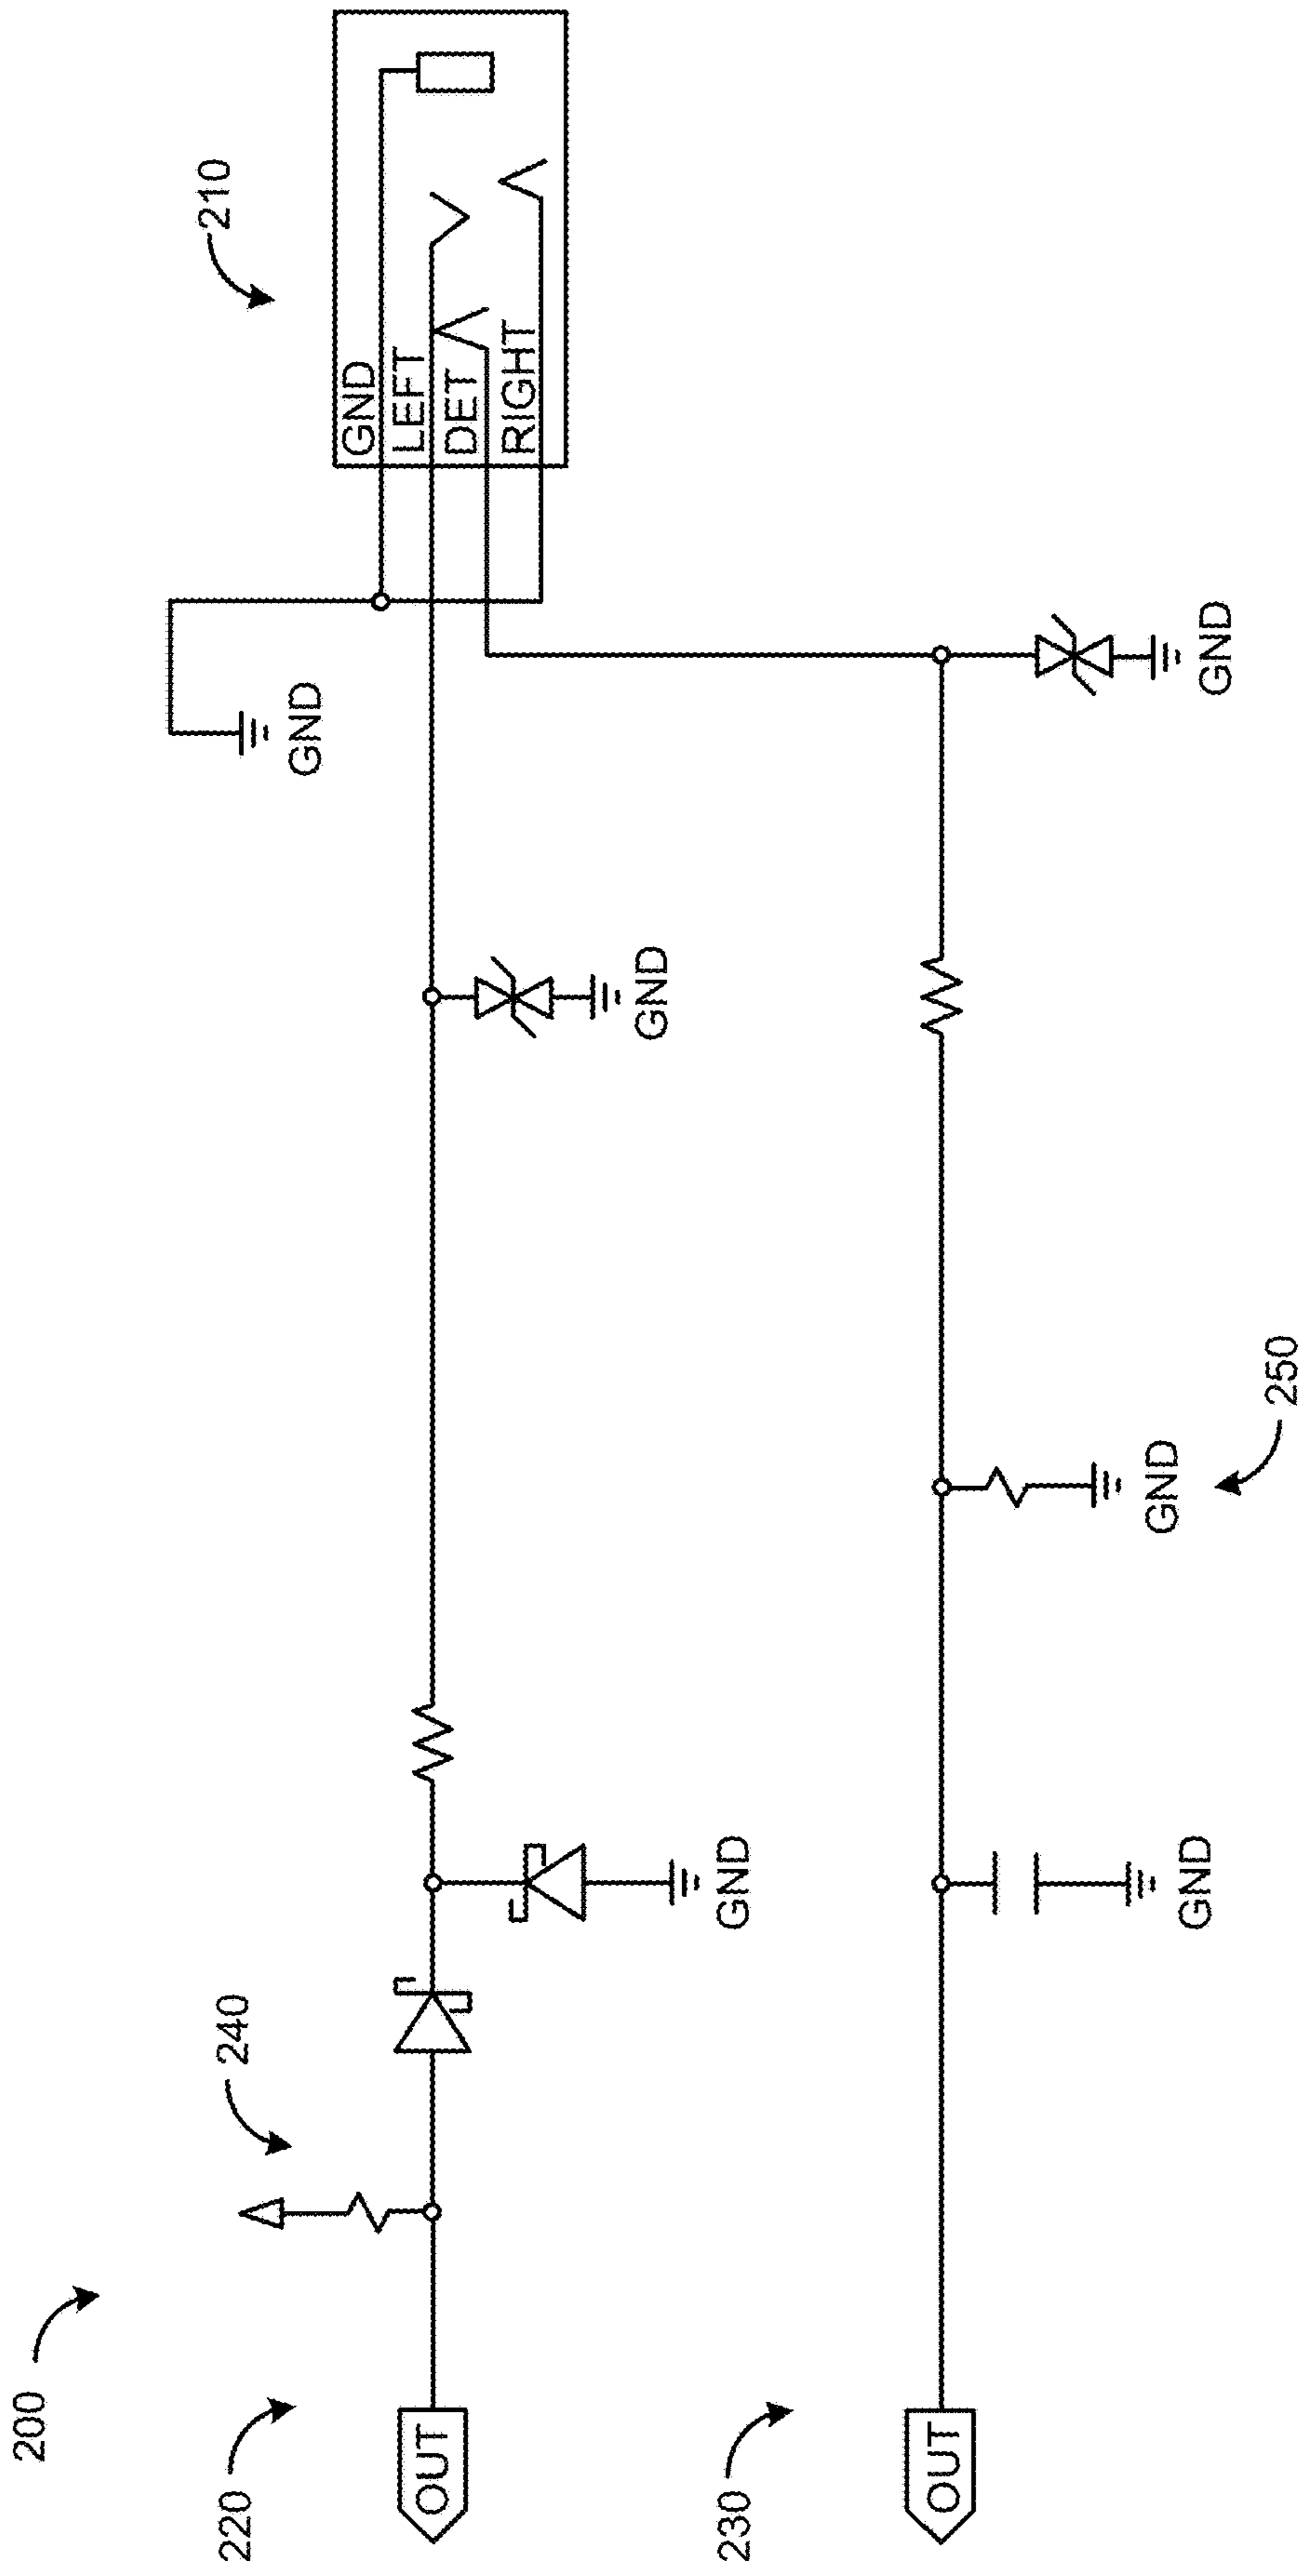 200
220
OUT
240
GND
GND
GND
210
GND
LEFT
DET
RIGHT
230
OUT
GND
GND
250
GND